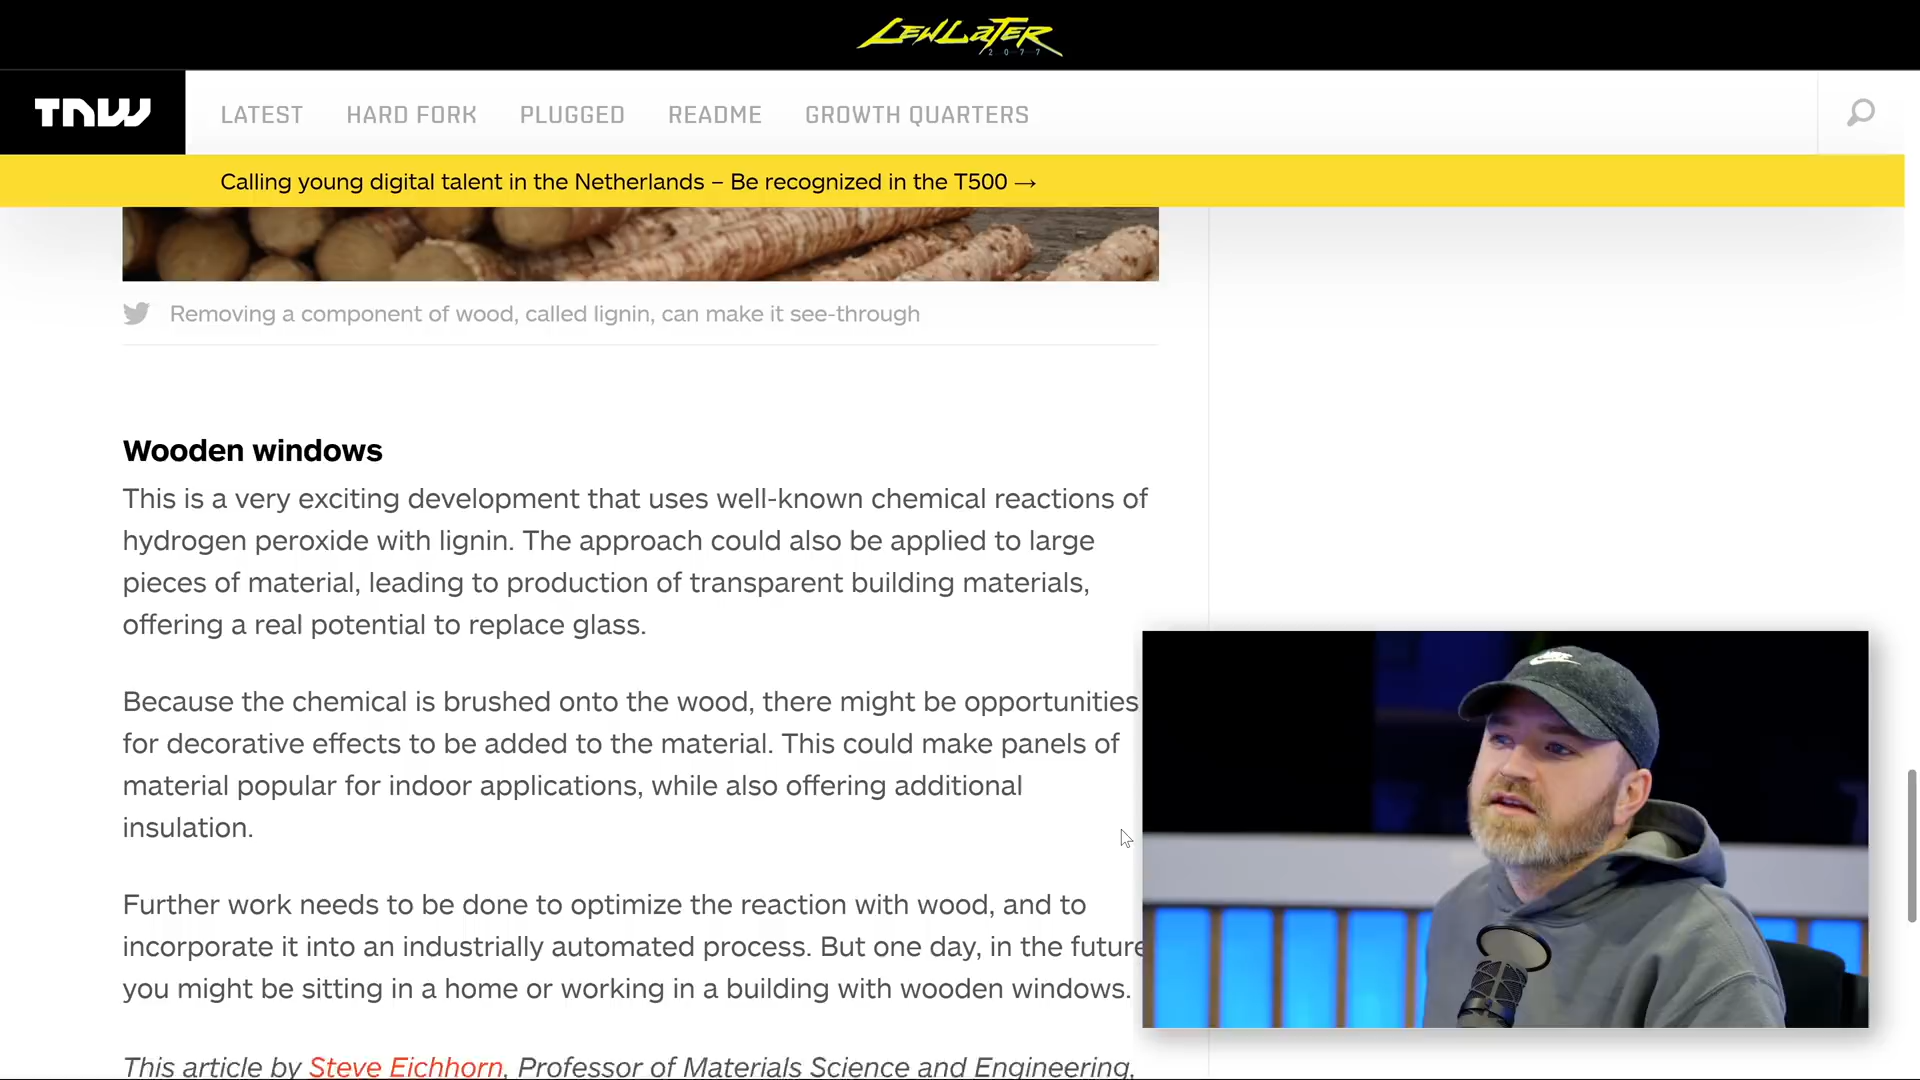 LEWLATER
2077
TNW
LATEST HARD FORK PLUGGED README GROWTH QUARTERS
Calling young digital talent in the Netherlands – Be recognized in the T500 →
Removing a component of wood, called lignin, can make it see-through
Wooden windows
This is a very exciting development that uses well-known chemical reactions of
hydrogen peroxide with lignin. The approach could also be applied to large
pieces of material, leading to production of transparent building materials,
offering a real potential to replace glass.
Because the chemical is brushed onto the wood, there might be opportunities
for decorative effects to be added to the material. This could make panels of
material popular for indoor applications, while also offering additional
insulation.
Further work needs to be done to optimize the reaction with wood, and to
incorporate it into an industrially automated process. But one day, in the future
you might be sitting in a home or working in a building with wooden windows.
This article by Steve Eichhorn, Professor of Materials Science and Engineering,